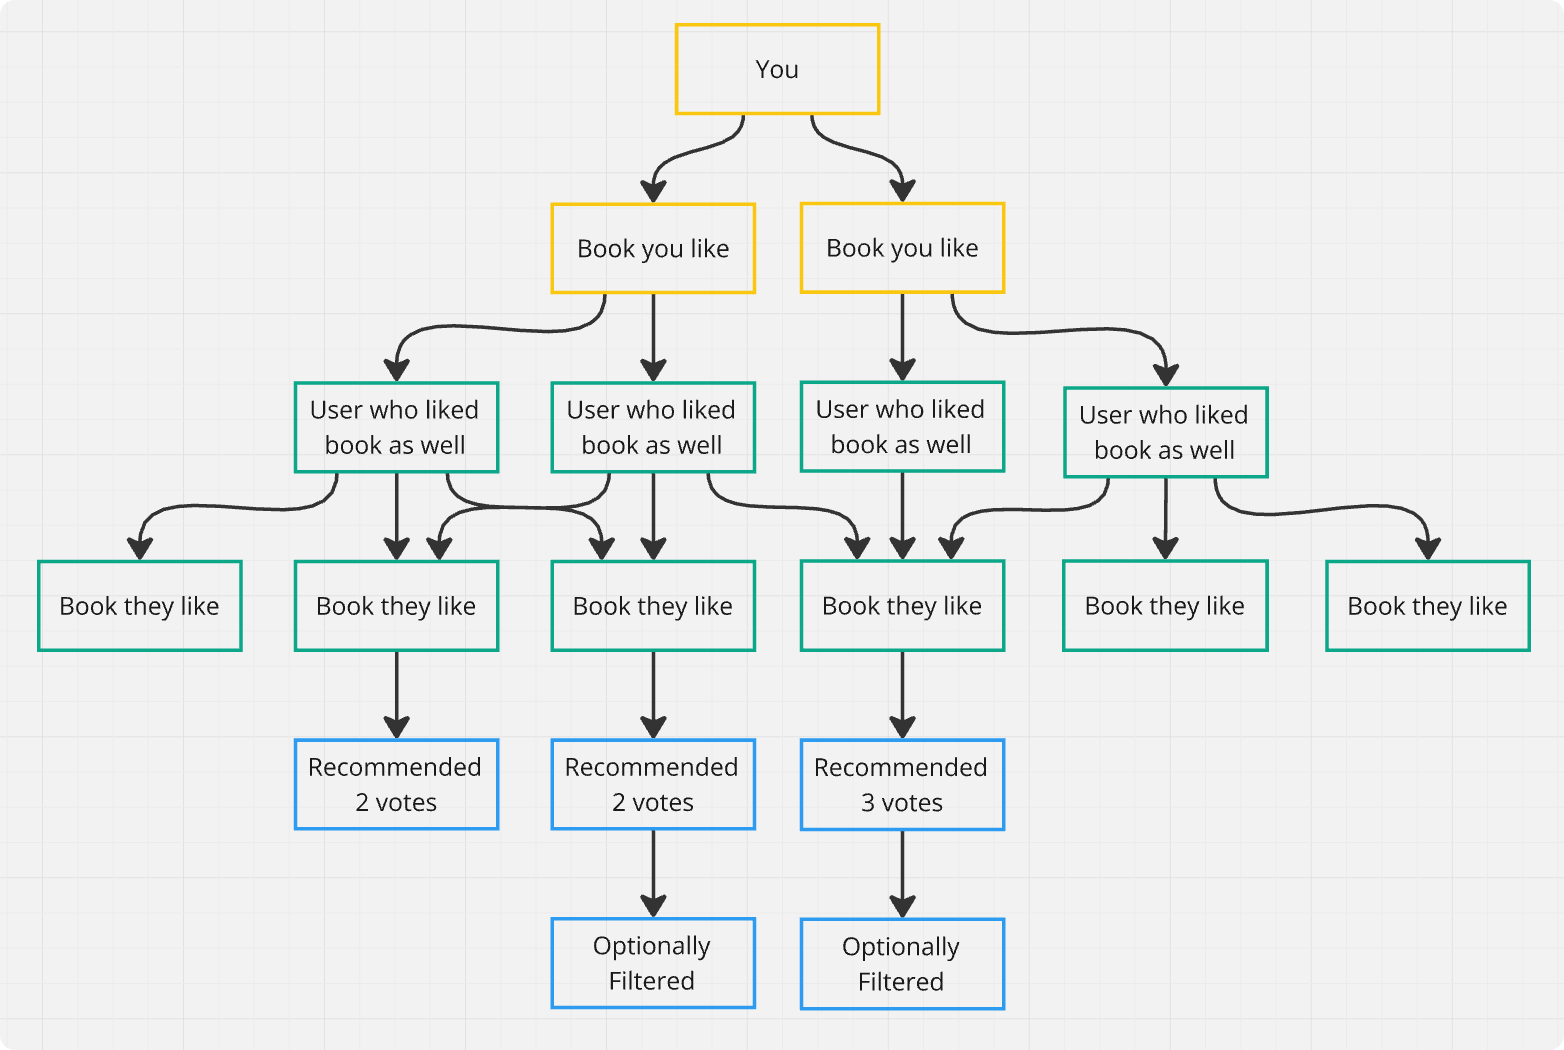 You
Book you like
Book you like
User who liked
book as well
User who liked
book as well
User who liked
book as well
User who liked
book as well
Book they like
Book they like
Book they like
Book they like
Book they like
Book they like
Recommended
2 votes
Recommended
2 votes
Recommended
3 votes
Optionally
Filtered
Optionally
Filtered